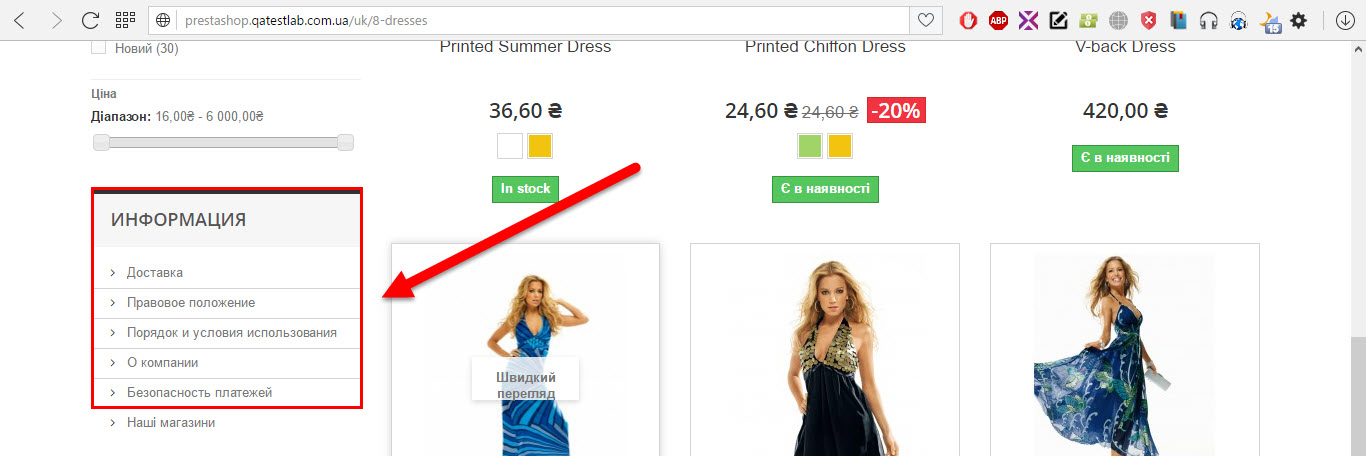 prestashop.qatestlab.com.ua/uk/8-dresses
ABP
15
Новий (30)
Ціна
Діапазон: 16,00₴ - 6 000,00₴
ИНФОРМАЦИЯ
Доставка
Правовое положение
Порядок и условия использования
О компании
Безопасность платежей
Наші магазини
Printed Summer Dress
36,60 ₴
In stock
Printed Chiffon Dress
24,60 ₴ 24,60 ₴ -20%
Є в наявності
V-back Dress
420,00 ₴
Є в наявності
Швидкий
перегляд